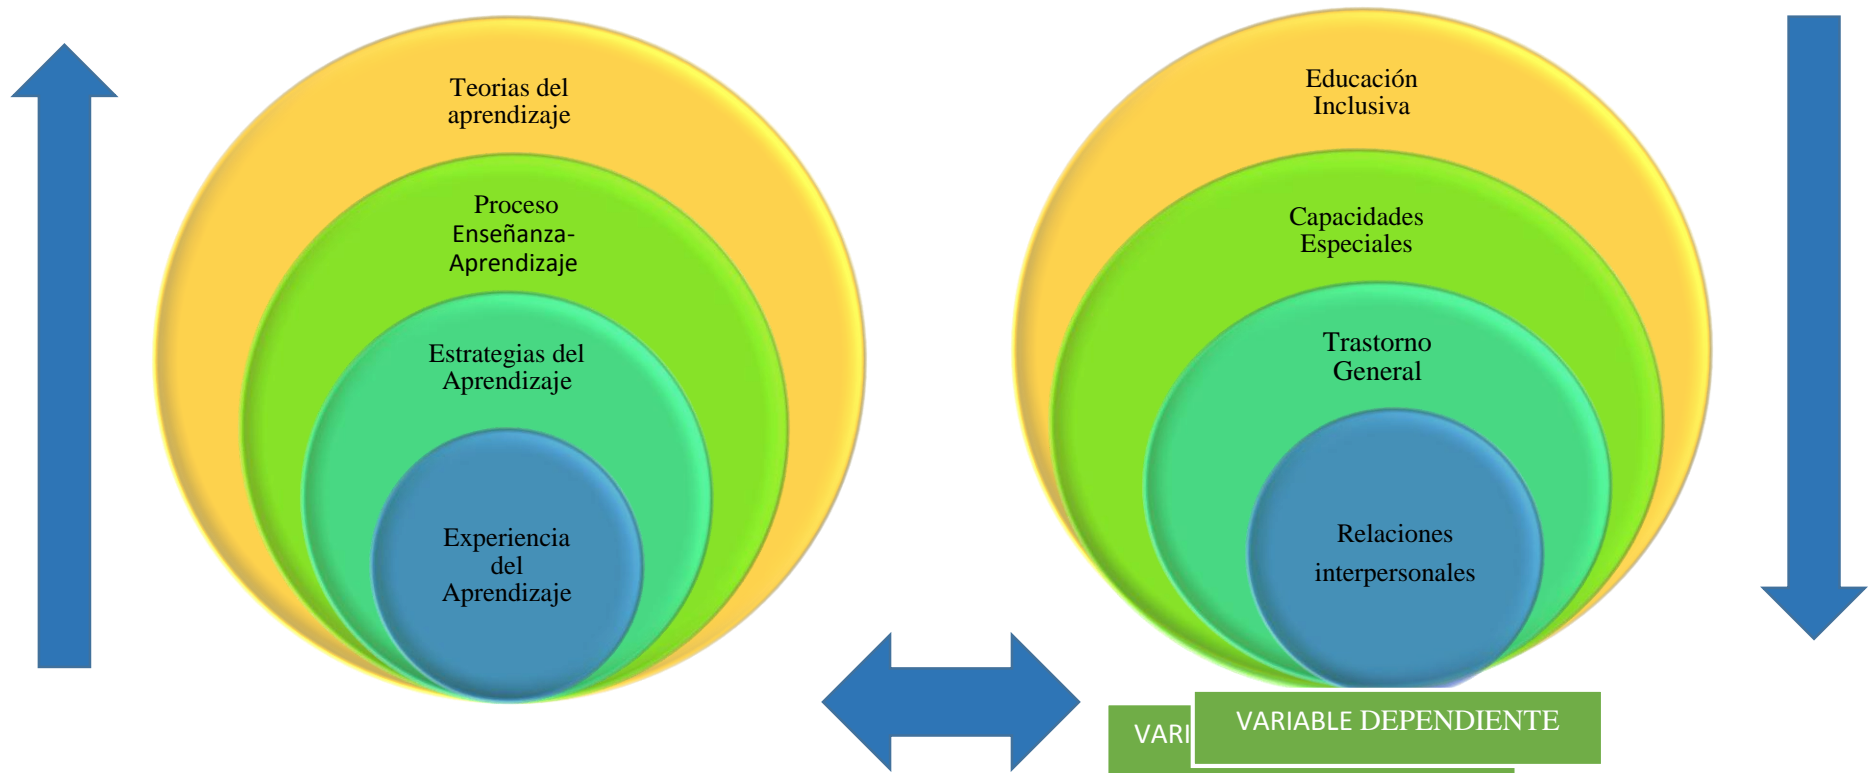 Teorias del
aprendizaje
Proceso
Enseñanza-
Aprendizaje
Estrategias del
Aprendizaje
Experiencia
del
Aprendizaje
Educación
Inclusiva
Capacidades
Especiales
Trastorno
General
Relaciones
interpersonales
VARIABLE DEPENDIENTE